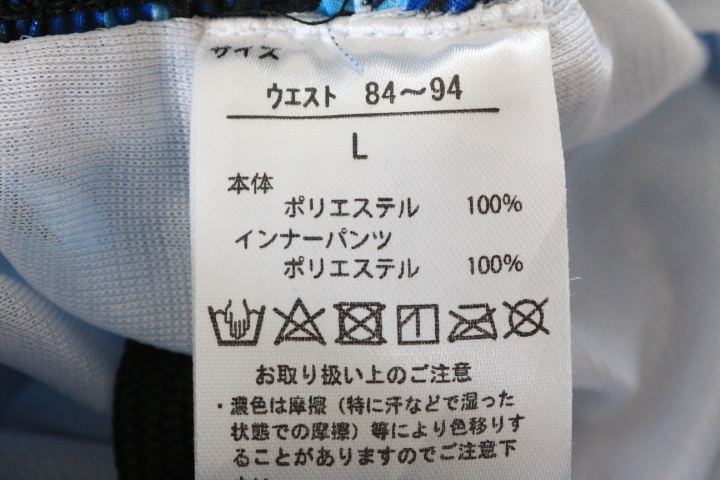 サイズ
ウエスト 84～94
L
本体
ポリエステル 100%
インナーパンツ
ポリエステル 100%
お取り扱い上のご注意
・濃色は摩擦（特に汗などで湿った
状態での摩擦）等により色移りす
ることがありますのでご注意下